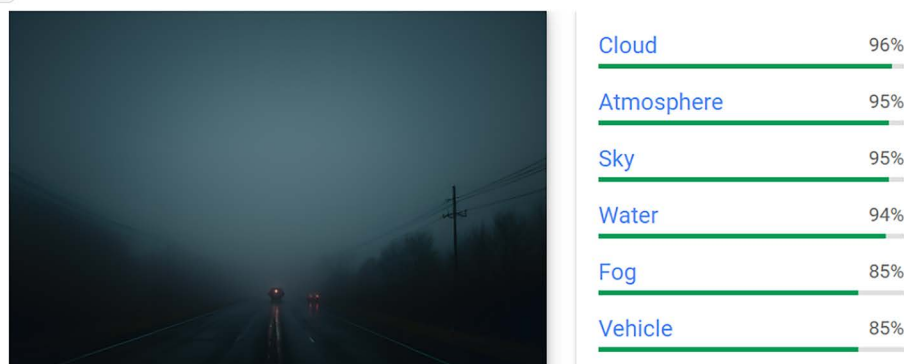 Cloud 96%
Atmosphere 95%
Sky 95%
Water 94%
Fog 85%
Vehicle 85%